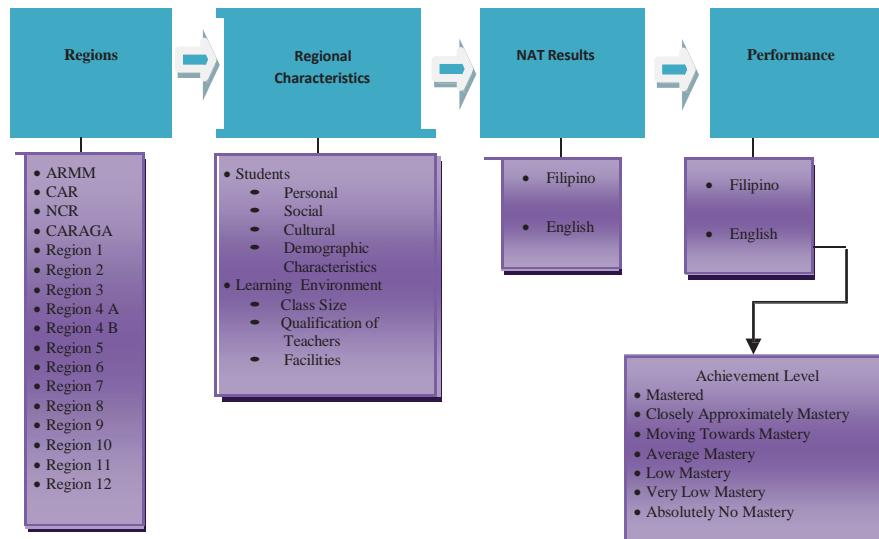 Regions
Regional
Characteristics
NAT Results
Performance
• ARMM
• CAR
• NCR
• CARAGA
• Region 1
• Region 2
• Region 3
• Region 4 A
• Region 4 B
• Region 5
• Region 6
• Region 7
• Region 8
• Region 9
• Region 10
• Region 11
• Region 12
• Students
• Personal
• Social
• Cultural
• Demographic
Characteristics
• Learning Environment
• Class Size
• Qualification of
Teachers
• Facilities
• Filipino
• English
• Filipino
• English
Achievement Level
• Mastered
• Closely Approximately Mastery
• Moving Towards Mastery
• Average Mastery
• Low Mastery
• Very Low Mastery
• Absolutely No Mastery